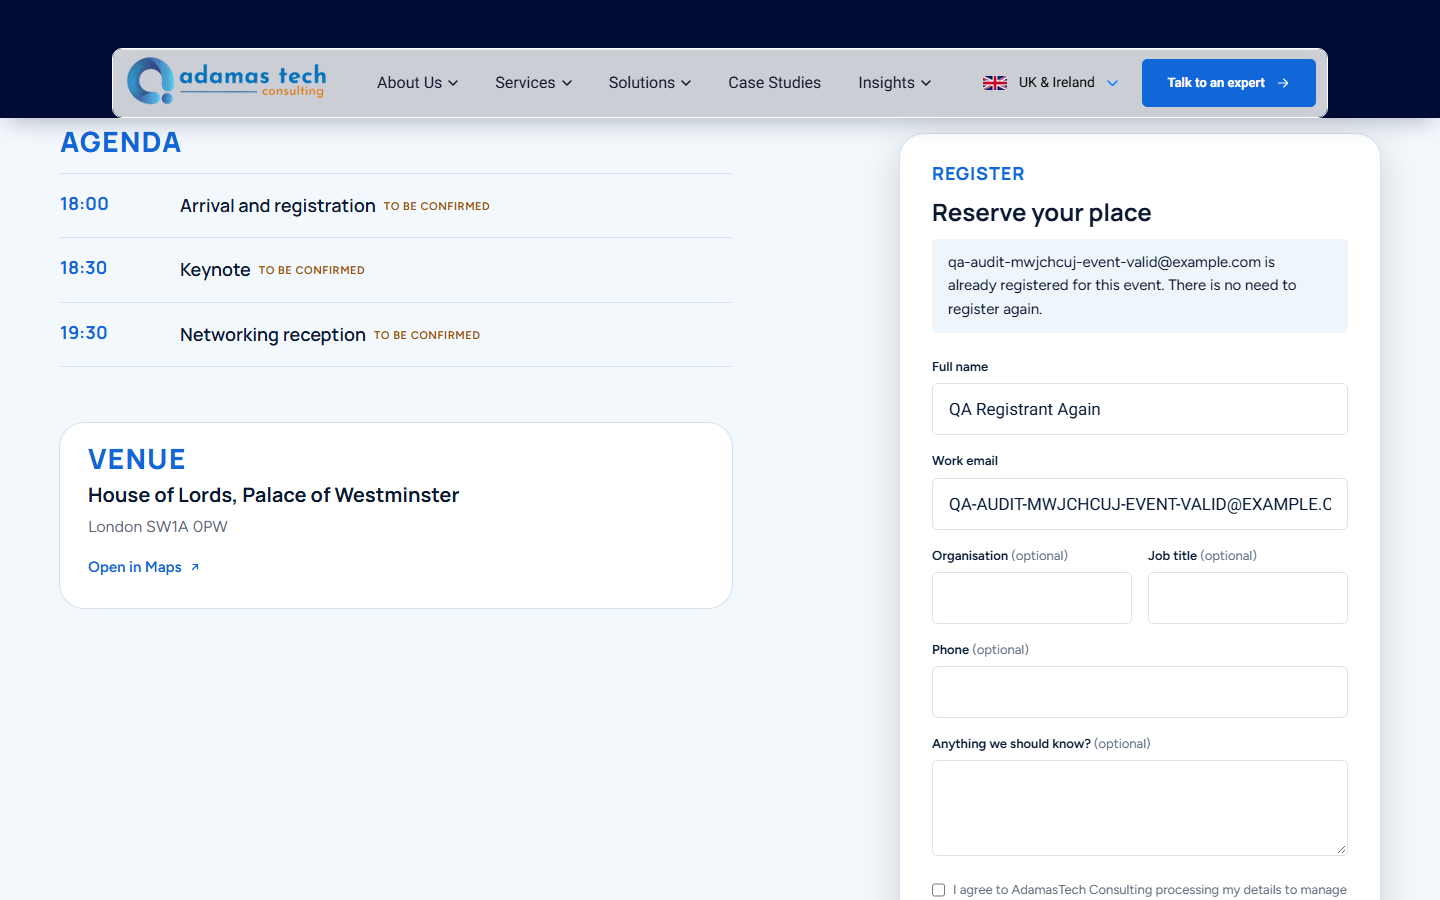 adamas tech
consulting
About Us
Services
Solutions
Case Studies
Insights
UK & Ireland
Talk to an expert
AGENDA
18:00 Arrival and registration TO BE CONFIRMED
18:30 Keynote TO BE CONFIRMED
19:30 Networking reception TO BE CONFIRMED
VENUE
House of Lords, Palace of Westminster
London SW1A 0PW
Open in Maps
REGISTER
Reserve your place
qa-audit-mwjchcuj-event-valid@example.com is
already registered for this event. There is no need to
register again.
Full name
QA Registrant Again
Work email
QA-AUDIT-MWJCHCUJ-EVENT-VALID@EXAMPLE.C
Organisation (optional)
Job title (optional)
Phone (optional)
Anything we should know? (optional)
I agree to AdamasTech Consulting processing my details to manage